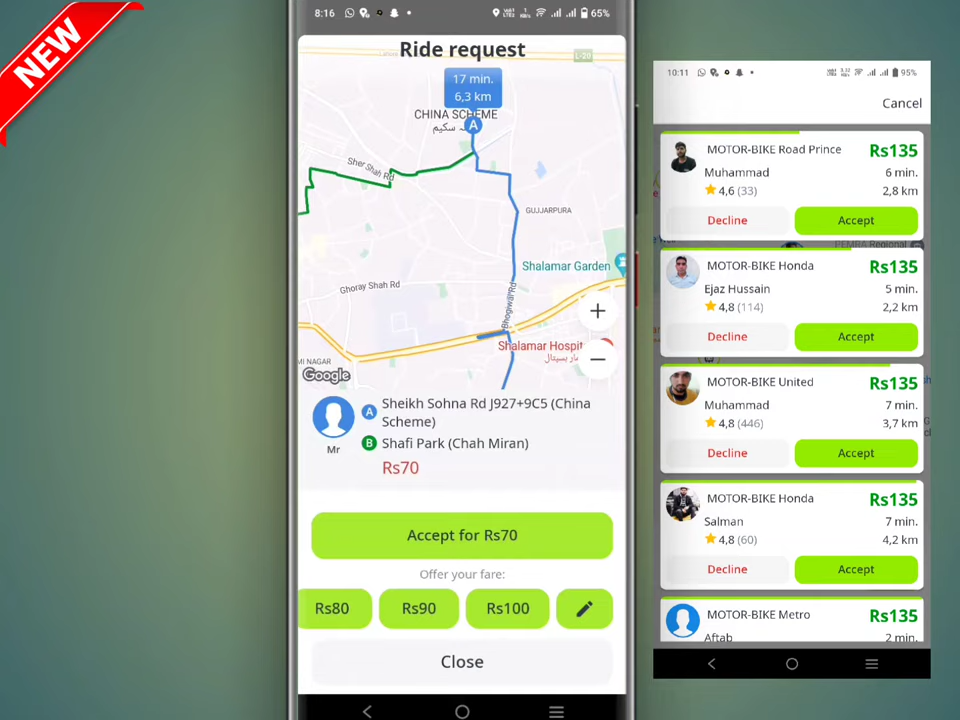 NEW
8:16
65%
Ride request
L-20
17 min.
6,3 km
CHINA SCHEME
A
Sher Shah Rd
GUJJARPURA
Shalamar Garden
Ghoray Shah Rd
Bhogiwal Rd
+
Shalamar Hospit
MI NAGAR
Google
Mr
A Sheikh Sohna Rd J927+9C5 (China
Scheme)
B Shafi Park (Chah Miran)
Rs70
Accept for Rs70
Offer your fare:
Rs80
Rs90
Rs100
Close
10:11
95%
Cancel
MOTOR-BIKE Road Prince
Rs135
Muhammad
6 min.
4,6 (33)
2,8 km
Decline
Accept
PEMRA Regional
MOTOR-BIKE Honda
Rs135
Ejaz Hussain
5 min.
4,8 (114)
2,2 km
Decline
Accept
MOTOR-BIKE United
Rs135
Muhammad
7 min.
4,8 (446)
3,7 km
Decline
Accept
MOTOR-BIKE Honda
Rs135
Salman
7 min.
4,8 (60)
4,2 km
Decline
Accept
MOTOR-BIKE Metro
Rs135
Aftab
2 min.